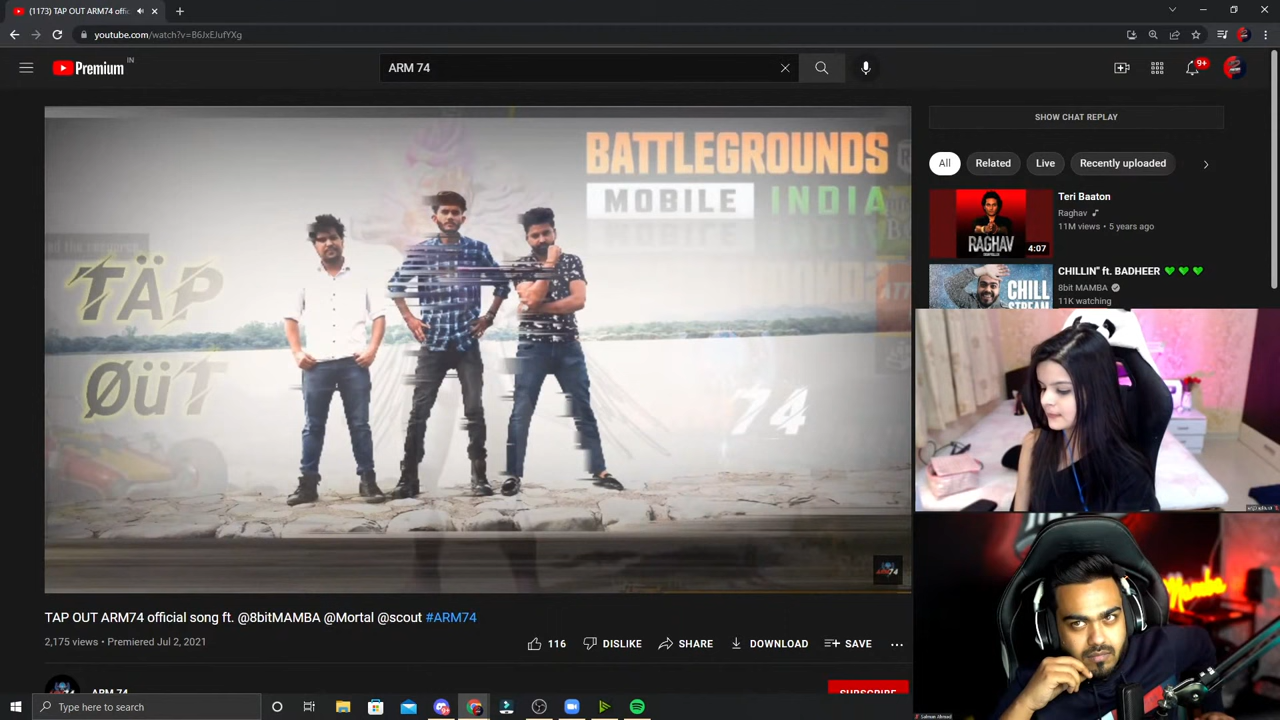 (1173) TAP OUT ARM74 offic
youtube.com/watch?v=B6JxEJufYXg
Premium IN
ARM 74
9+
BATTLEGROUNDS
MOBILE INDIA
TÄP
ØüT
74
SHOW CHAT REPLAY
All Related Live Recently uploaded
Teri Baaton
Raghav
11M views • 5 years ago
RAGHAV
4:07
CHILLIN" ft. BADHEER 💚 💚 💚
8bit MAMBA
11K watching
CHILL
STREAM
Mamba
Salman Ahmad
TAP OUT ARM74 official song ft. @8bitMAMBA @Mortal @scout #ARM74
2,175 views • Premiered Jul 2, 2021
116 DISLIKE SHARE DOWNLOAD SAVE
ARM 74
SUBSCRIBE
Type here to search